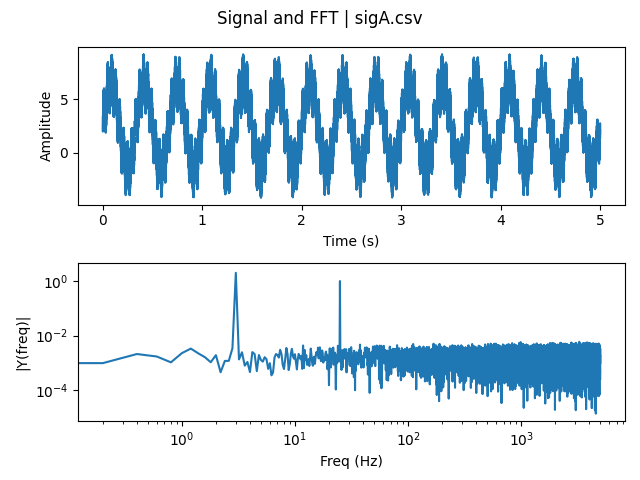 Signal and FFT | sigA.csv
Amplitude
5
0
0 1 2 3 4 5
Time (s)
|Y(freq)|
10⁰
10⁻²
10⁻⁴
10⁰ 10¹ 10² 10³
Freq (Hz)